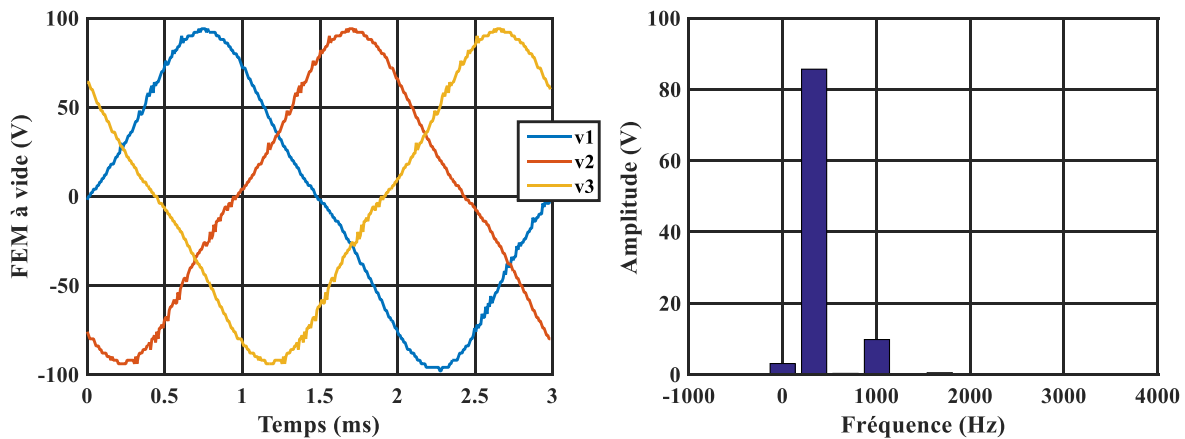 FEM à vide (V)
100
50
0
-50
-100
0 0.5 1 1.5 2 2.5 3
Temps (ms)
v1
v2
v3
Amplitude (V)
100
80
60
40
20
0
-1000 0 1000 2000 3000 4000
Fréquence (Hz)